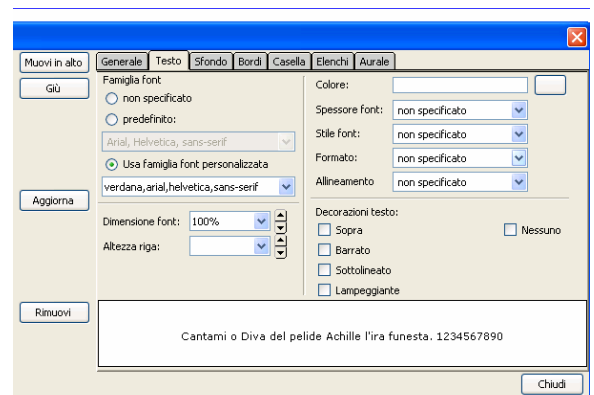 Muovi in alto
Giù
Aggiorna
Rimuovi
Generale Testo Sfondo Bordi Casella Elenchi Aurale
Famiglia font
non specificato
predefinito:
Arial, Helvetica, sans-serif
Usa famiglia font personalizzata
verdana,arial,helvetica,sans-serif
Dimensione font: 100%
Altezza riga:
Colore:
Spessore font: non specificato
Stile font: non specificato
Formato: non specificato
Allineamento non specificato
Decorazioni testo:
Sopra Nessuno
Barrato
Sottolineato
Lampeggiante
Cantami o Diva del pelide Achille l'ira funesta. 1234567890
Chiudi